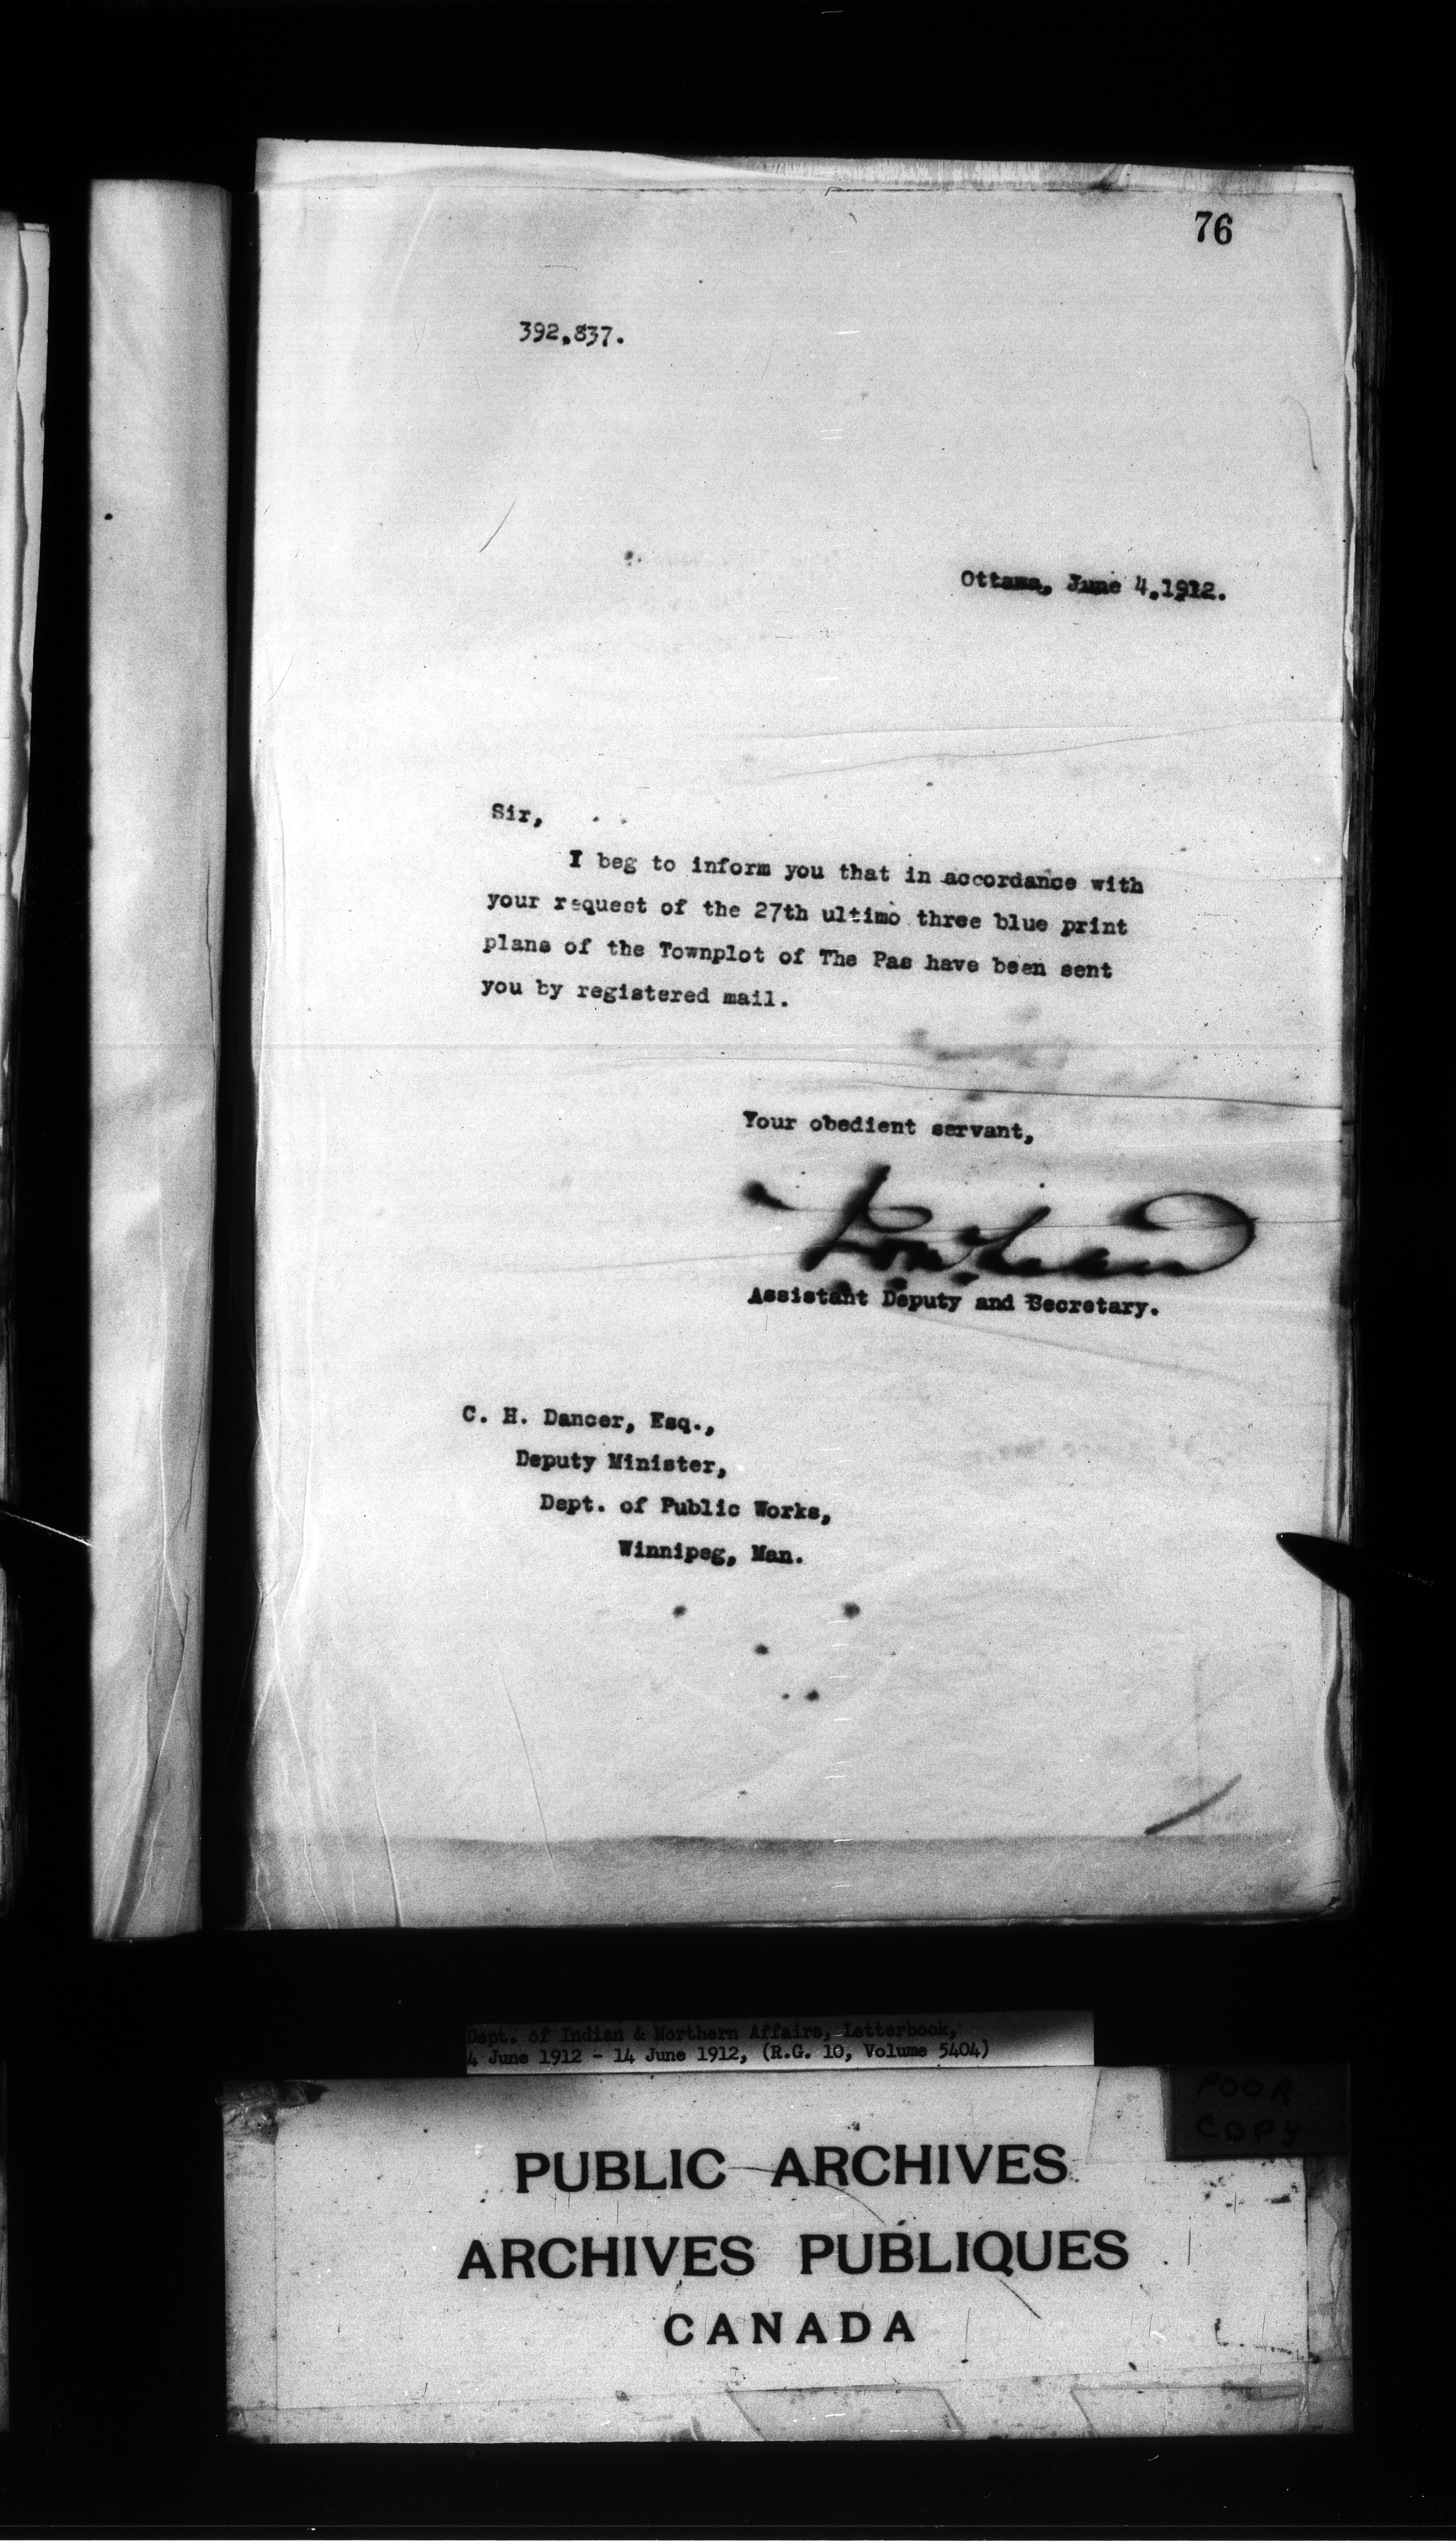 76
392,837.
Ottawa, June 4, 1912.
Sir,
I beg to inform you that in accordance with
your request of the 27th ultimo three blue print
plans of the Townplot of The Pas have been sent
you by registered mail.
Your obedient servant,
Assistant Deputy and Secretary.
C. H. Dancer, Esq.,
Deputy Minister,
Dept. of Public Works,
Winnipeg, Man.
Dept. of Indian & Northern Affairs, Letterbook,
4 June 1912 - 14 June 1912, (R.G. 10, Volume 5404)
POOR
COPY
PUBLIC ARCHIVES
ARCHIVES PUBLIQUES
CANADA